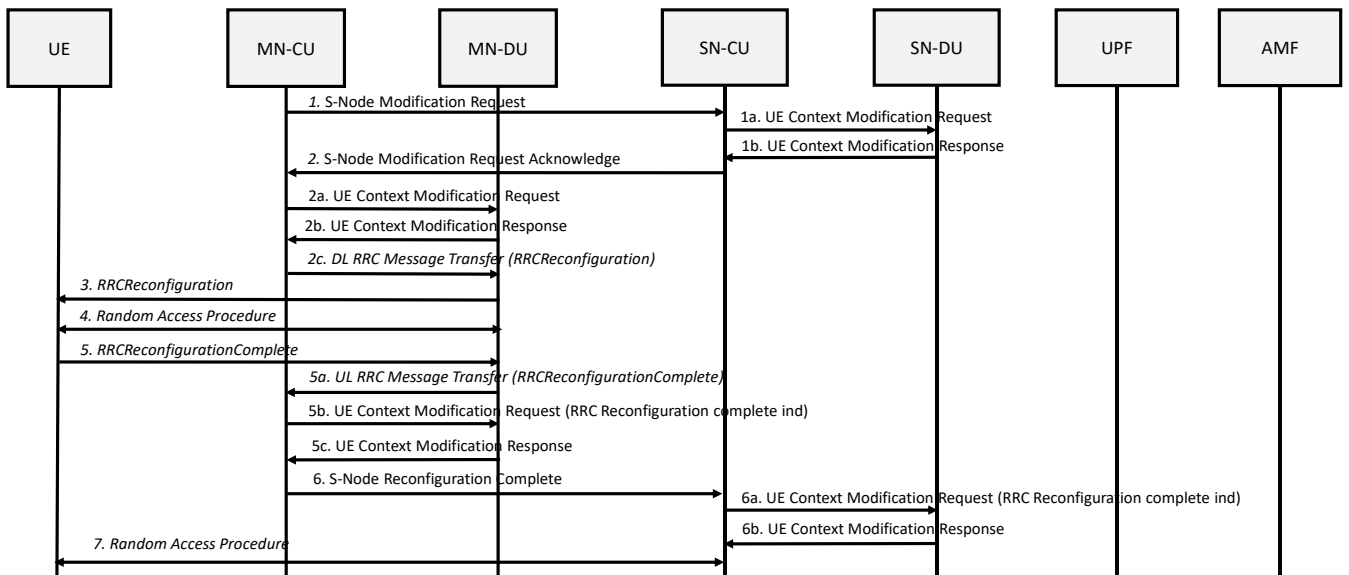 UE
MN-CU
MN-DU
SN-CU
SN-DU
UPF
AMF
1. S-Node Modification Request
1a. UE Context Modification Request
1b. UE Context Modification Response
2. S-Node Modification Request Acknowledge
2a. UE Context Modification Request
2b. UE Context Modification Response
2c. DL RRC Message Transfer (RRCReconfiguration)
3. RRCReconfiguration
4. Random Access Procedure
5. RRCReconfigurationComplete
5a. UL RRC Message Transfer (RRCReconfigurationComplete)
5b. UE Context Modification Request (RRC Reconfiguration complete ind)
5c. UE Context Modification Response
6. S-Node Reconfiguration Complete
6a. UE Context Modification Request (RRC Reconfiguration complete ind)
6b. UE Context Modification Response
7. Random Access Procedure